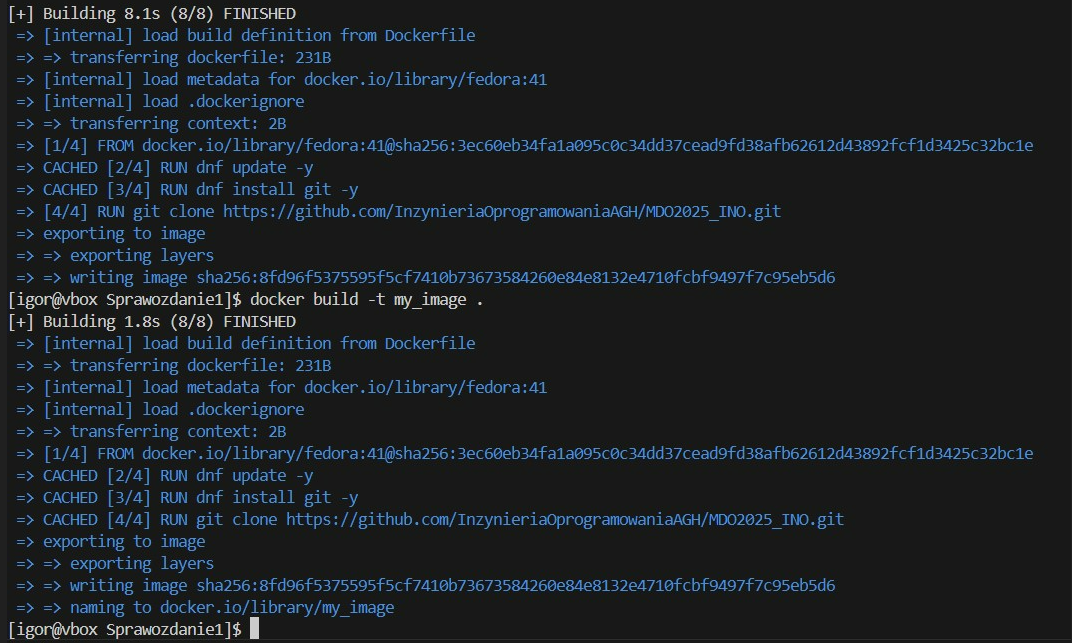 [+] Building 8.1s (8/8) FINISHED
=> [internal] load build definition from Dockerfile
=> => transferring dockerfile: 231B
=> [internal] load metadata for docker.io/library/fedora:41
=> [internal] load .dockerignore
=> => transferring context: 2B
=> [1/4] FROM docker.io/library/fedora:41@sha256:3ec60eb34fa1a095c0c34dd37cead9fd38afb62612d43892fcf1d3425c32bc1e
=> CACHED [2/4] RUN dnf update -y
=> CACHED [3/4] RUN dnf install git -y
=> [4/4] RUN git clone https://github.com/InzynieriaOprogramowaniaAGH/MDO2025_INO.git
=> exporting to image
=> => exporting layers
=> => writing image sha256:8fd96f5375595f5cf7410b73673584260e84e8132e4710fcbf9497f7c95eb5d6
[igor@vbox Sprawozdanie1]$ docker build -t my_image .
[+] Building 1.8s (8/8) FINISHED
=> [internal] load build definition from Dockerfile
=> => transferring dockerfile: 231B
=> [internal] load metadata for docker.io/library/fedora:41
=> [internal] load .dockerignore
=> => transferring context: 2B
=> [1/4] FROM docker.io/library/fedora:41@sha256:3ec60eb34fa1a095c0c34dd37cead9fd38afb62612d43892fcf1d3425c32bc1e
=> CACHED [2/4] RUN dnf update -y
=> CACHED [3/4] RUN dnf install git -y
=> CACHED [4/4] RUN git clone https://github.com/InzynieriaOprogramowaniaAGH/MDO2025_INO.git
=> exporting to image
=> => exporting layers
=> => writing image sha256:8fd96f5375595f5cf7410b73673584260e84e8132e4710fcbf9497f7c95eb5d6
=> => naming to docker.io/library/my_image
[igor@vbox Sprawozdanie1]$